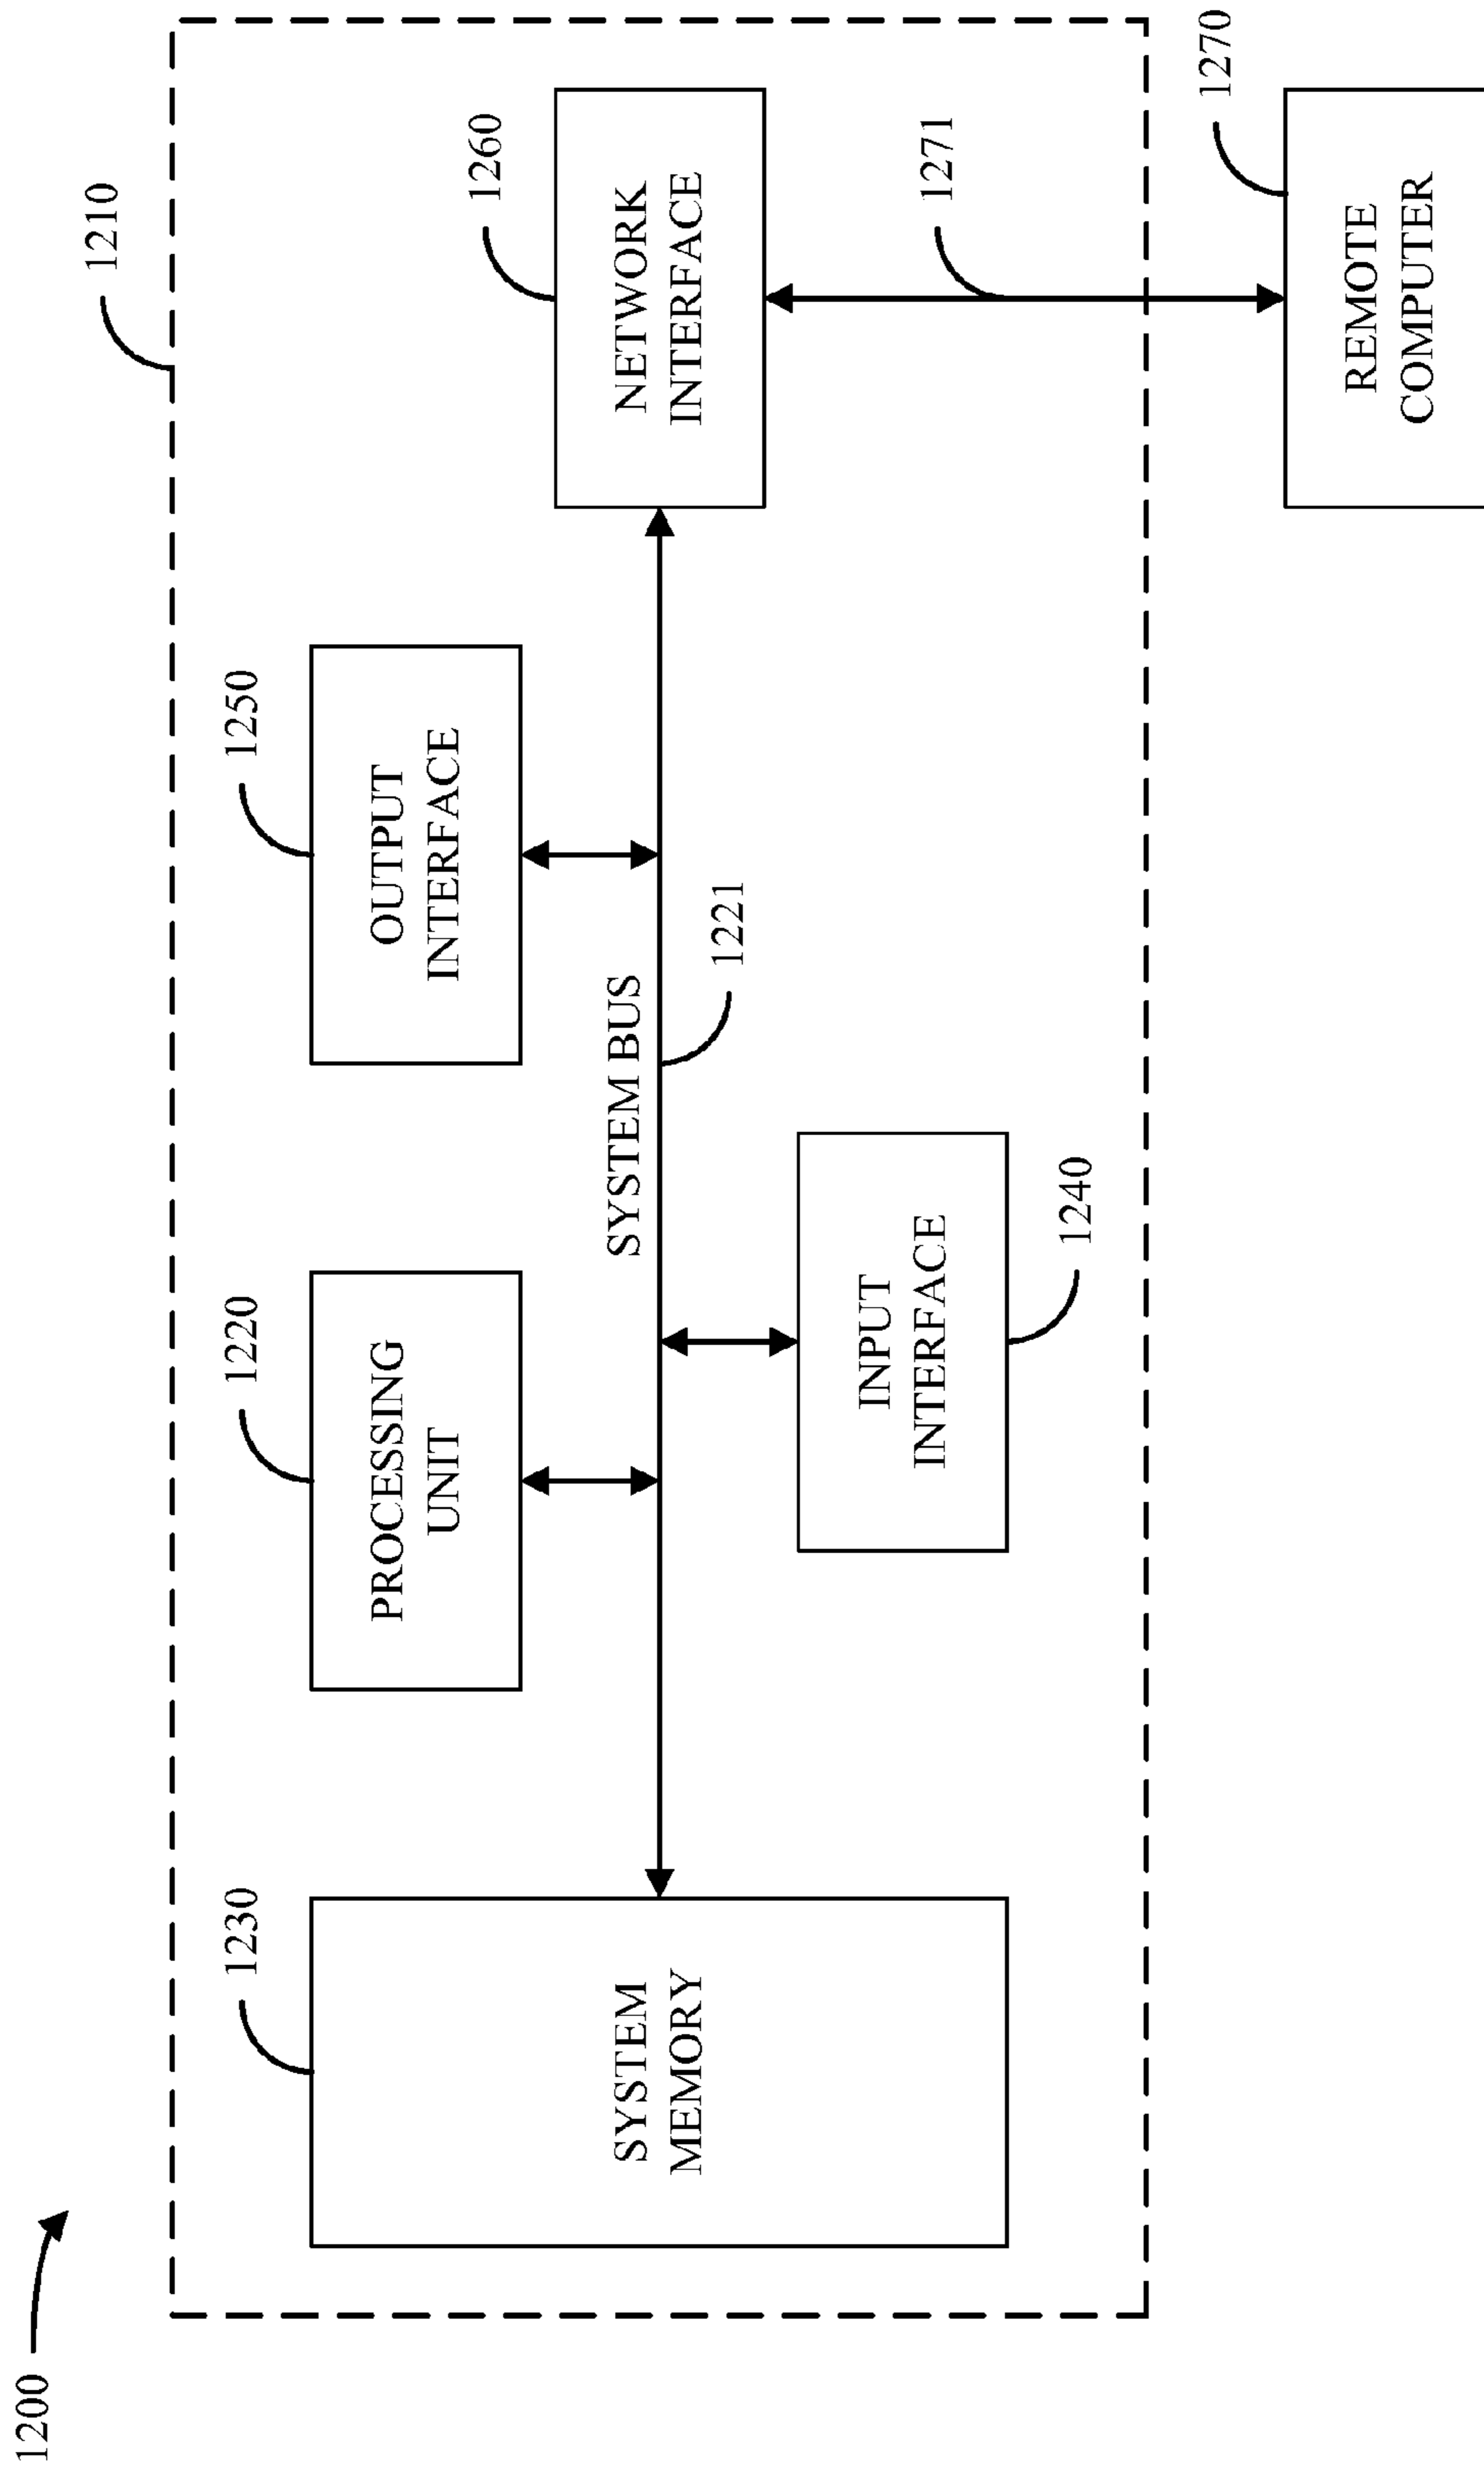 1200
1210
1230
SYSTEM
MEMORY
1220
PROCESSING
UNIT
1250
OUTPUT
INTERFACE
1260
NETWORK
INTERFACE
SYSTEM BUS
1221
INPUT
INTERFACE
1240
1271
1270
REMOTE
COMPUTER